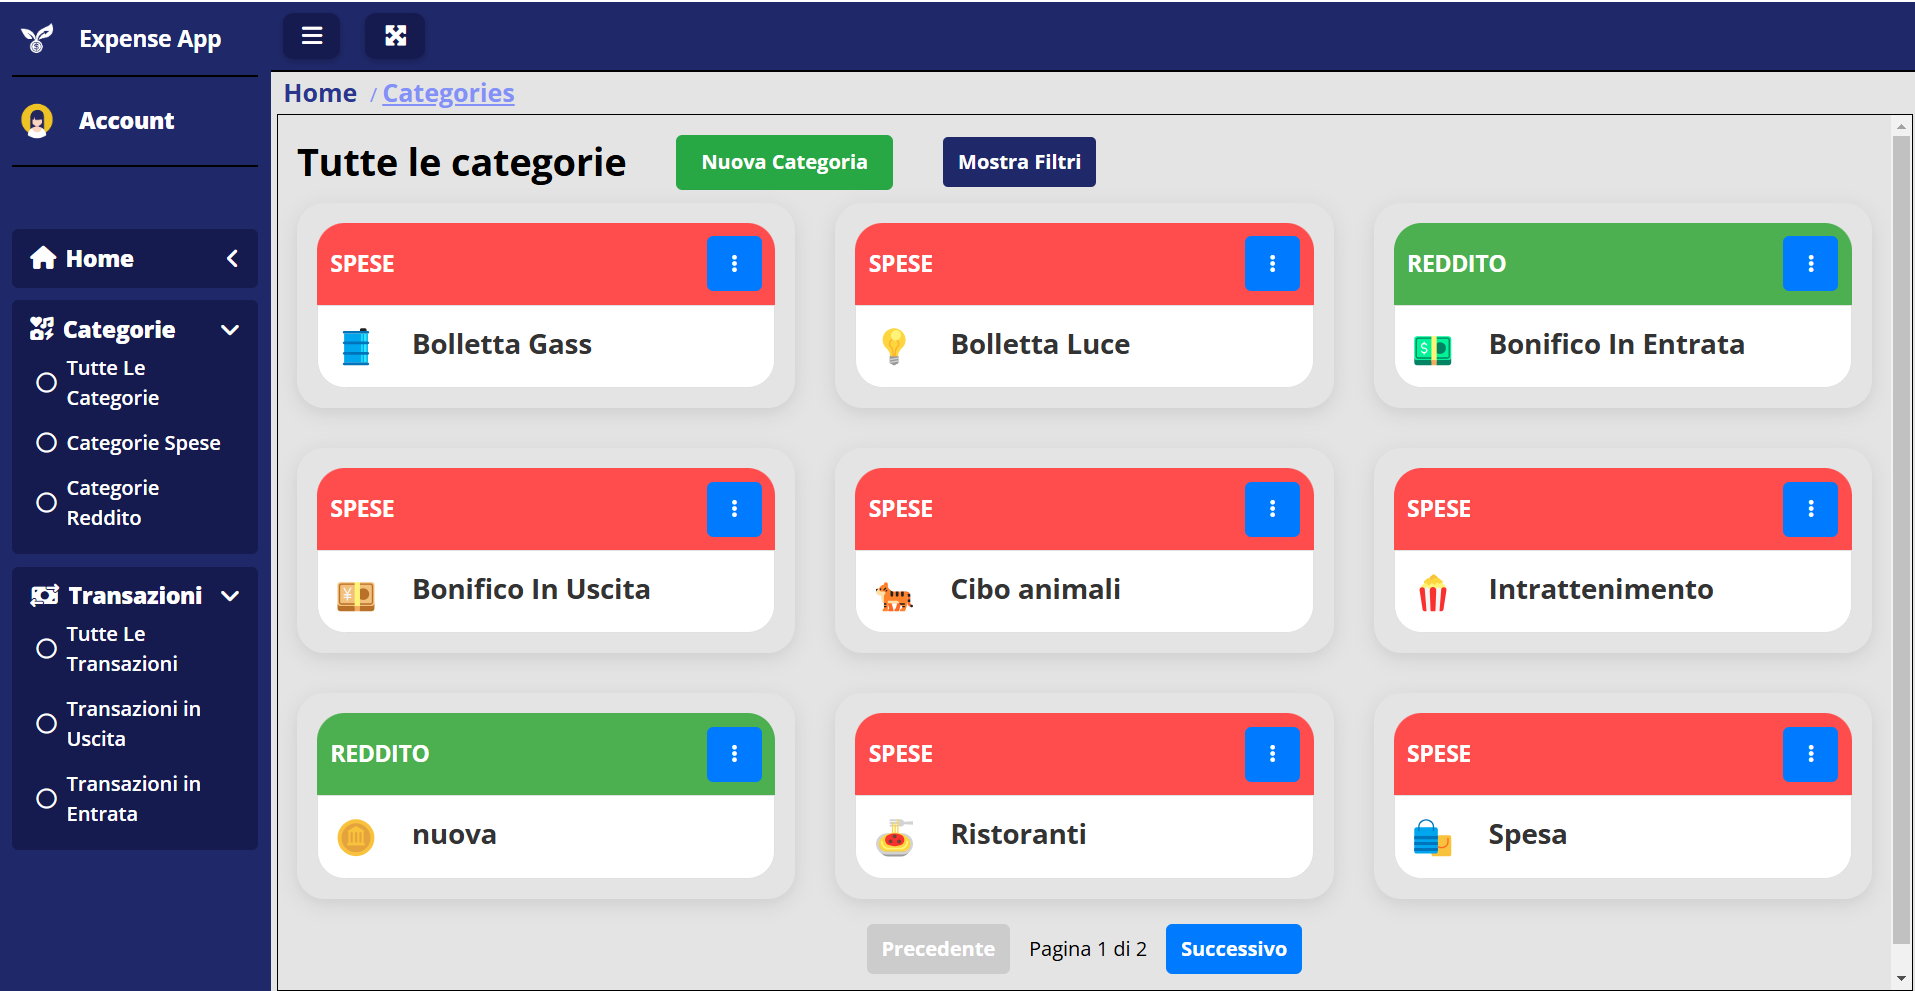 Expense App
Account
Home
Categorie
Tutte Le
Categorie
Categorie Spese
Categorie
Reddito
Transazioni
Tutte Le
Transazioni
Transazioni in
Uscita
Transazioni in
Entrata
Home / Categories
Tutte le categorie Nuova Categoria Mostra Filtri
SPESE
Bolletta Gass
SPESE
Bolletta Luce
REDDITO
Bonifico In Entrata
SPESE
Bonifico In Uscita
SPESE
Cibo animali
SPESE
Intrattenimento
REDDITO
nuova
SPESE
Ristoranti
SPESE
Spesa
Precedente Pagina 1 di 2 Successivo